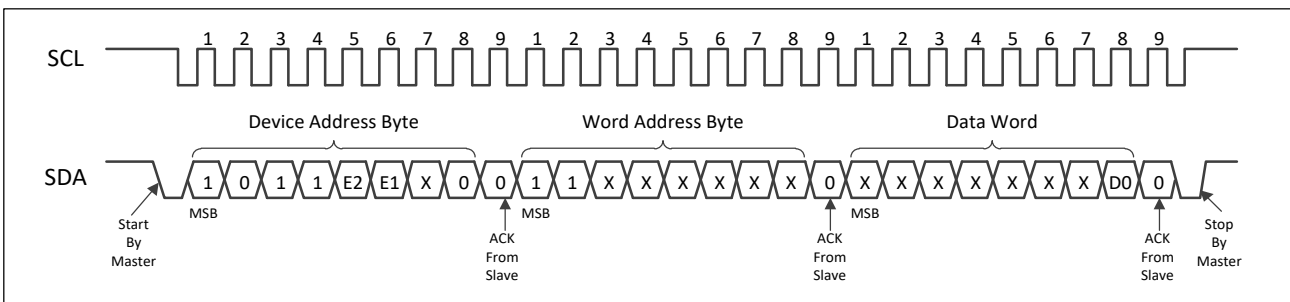 1 2 3 4 5 6 7 8 9 1 2 3 4 5 6 7 8 9 1 2 3 4 5 6 7 8 9
SCL
Device Address Byte Word Address Byte Data Word
SDA 1 0 1 1 E2 E1 X 0 0 1 1 X X X X X X 0 X X X X X X X D0 0
MSB MSB MSB
Start
By
Master
ACK
From
Slave
ACK
From
Slave
ACK
From
Slave
Stop
By
Master